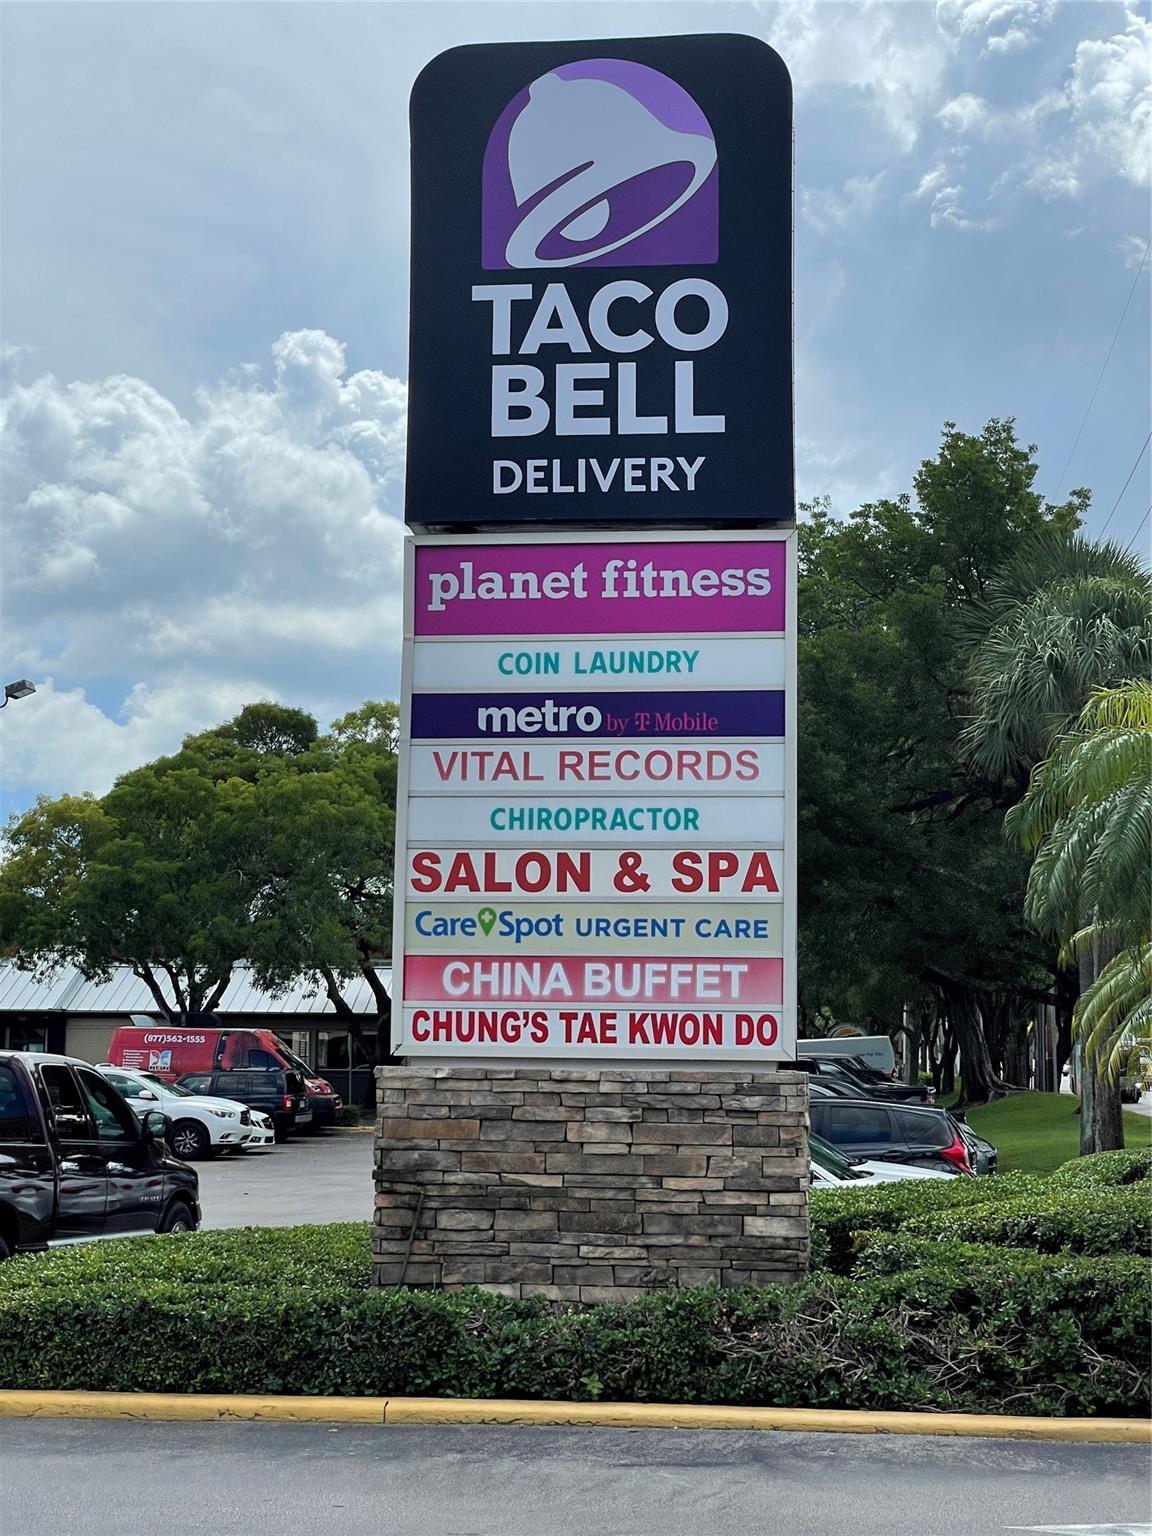 TACO
BELL
DELIVERY
planet fitness
COIN LAUNDRY
metro by T Mobile
VITAL RECORDS
CHIROPRACTOR
SALON & SPA
CareSpot URGENT CARE
CHINA BUFFET
CHUNG'S TAE KWON DO
(877)562-1555